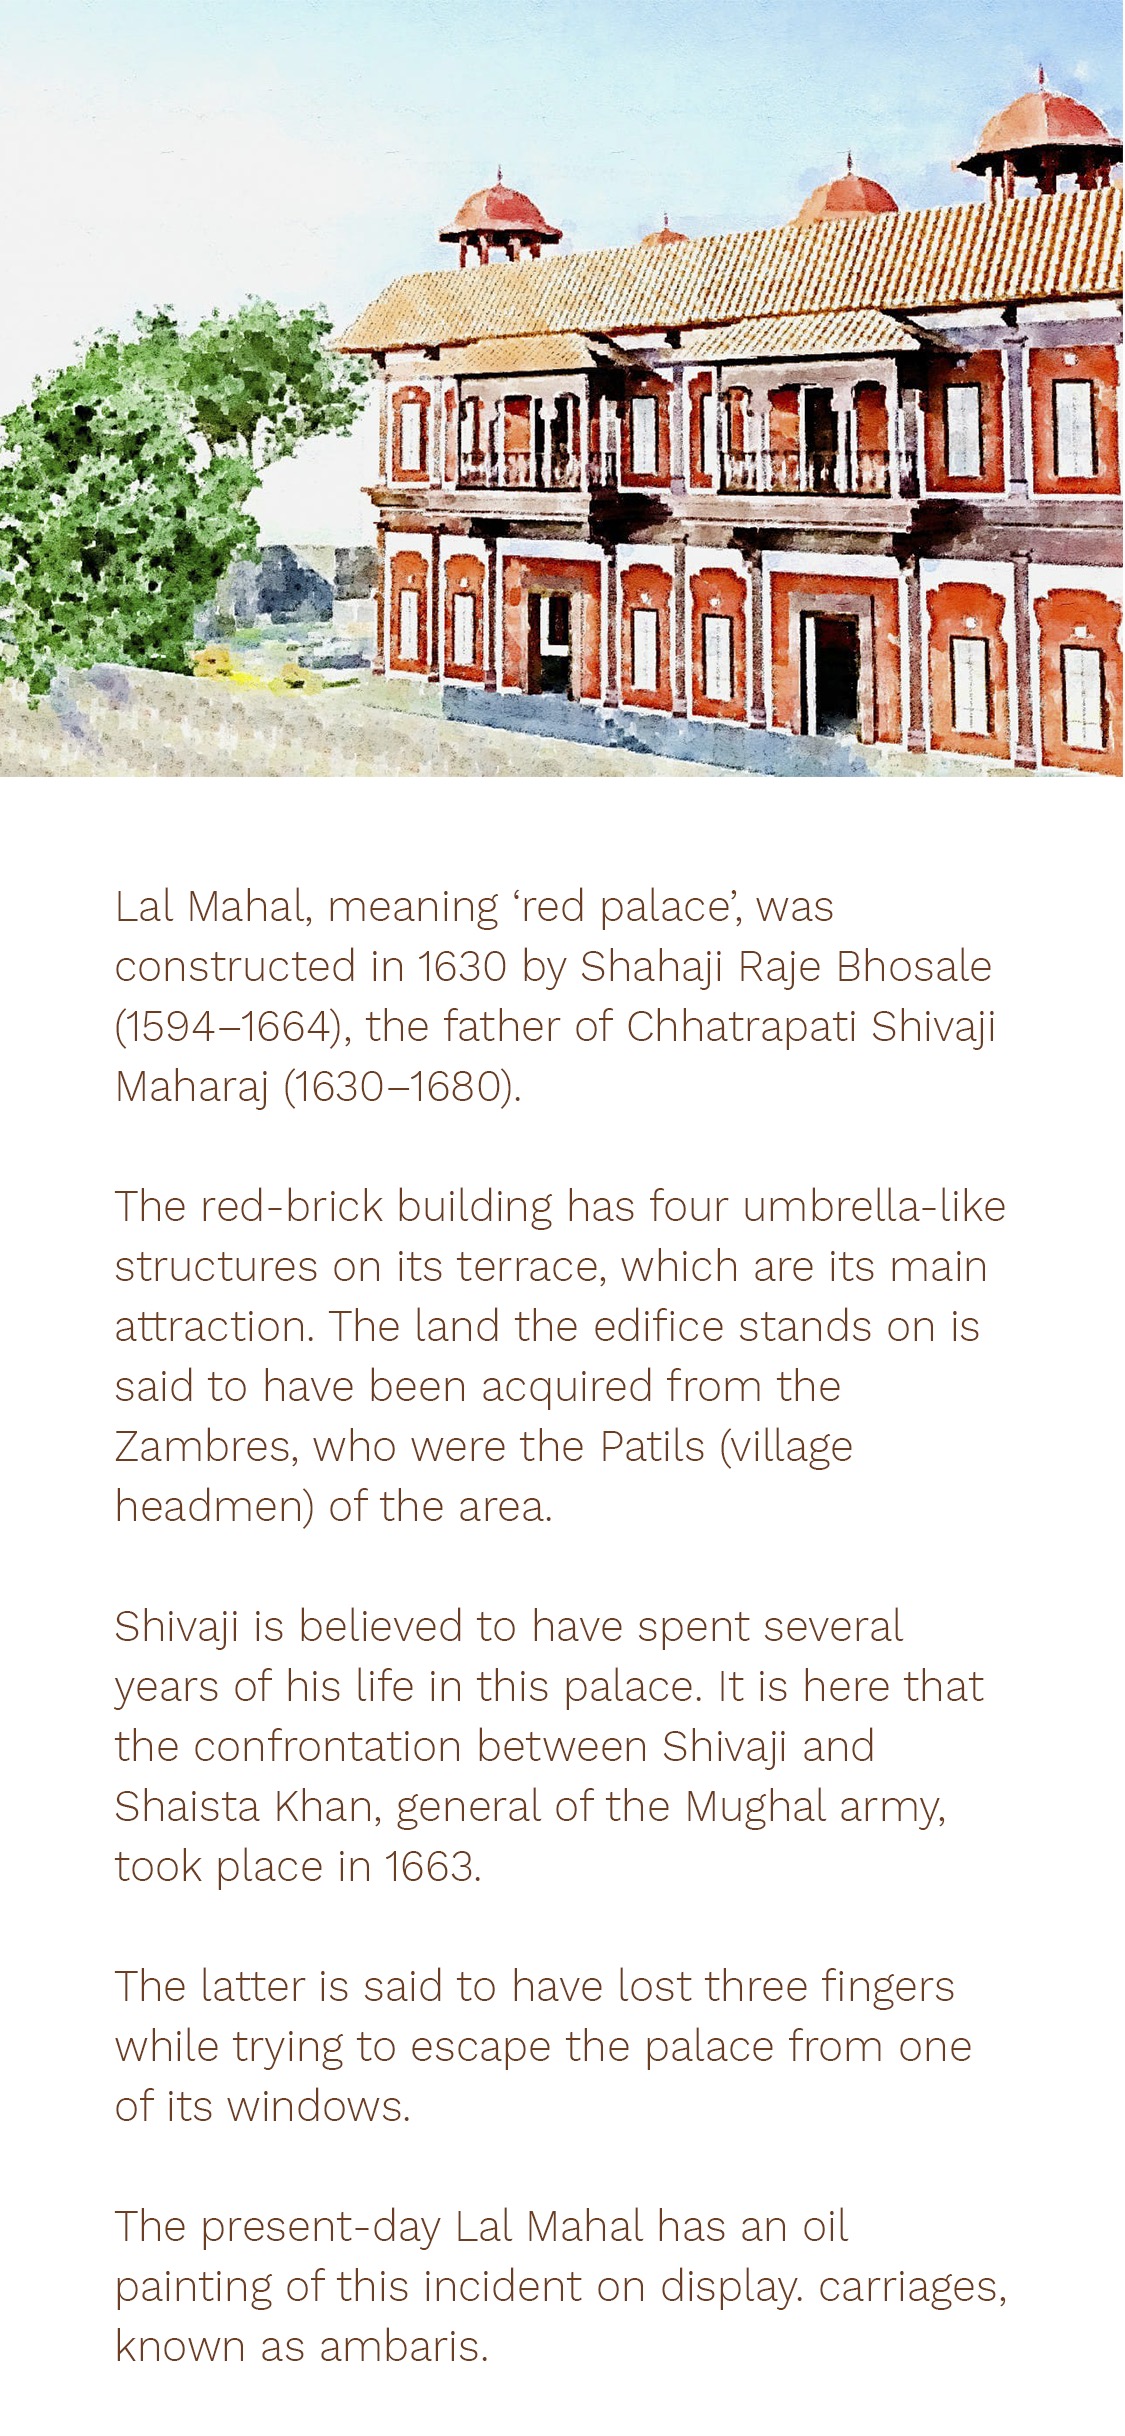 Lal Mahal, meaning ‘red palace’, was
constructed in 1630 by Shahaji Raje Bhosale
(1594–1664), the father of Chhatrapati Shivaji
Maharaj (1630–1680).
The red-brick building has four umbrella-like
structures on its terrace, which are its main
attraction. The land the edifice stands on is
said to have been acquired from the
Zambres, who were the Patils (village
headmen) of the area.
Shivaji is believed to have spent several
years of his life in this palace. It is here that
the confrontation between Shivaji and
Shaista Khan, general of the Mughal army,
took place in 1663.
The latter is said to have lost three fingers
while trying to escape the palace from one
of its windows.
The present-day Lal Mahal has an oil
painting of this incident on display. carriages,
known as ambaris.